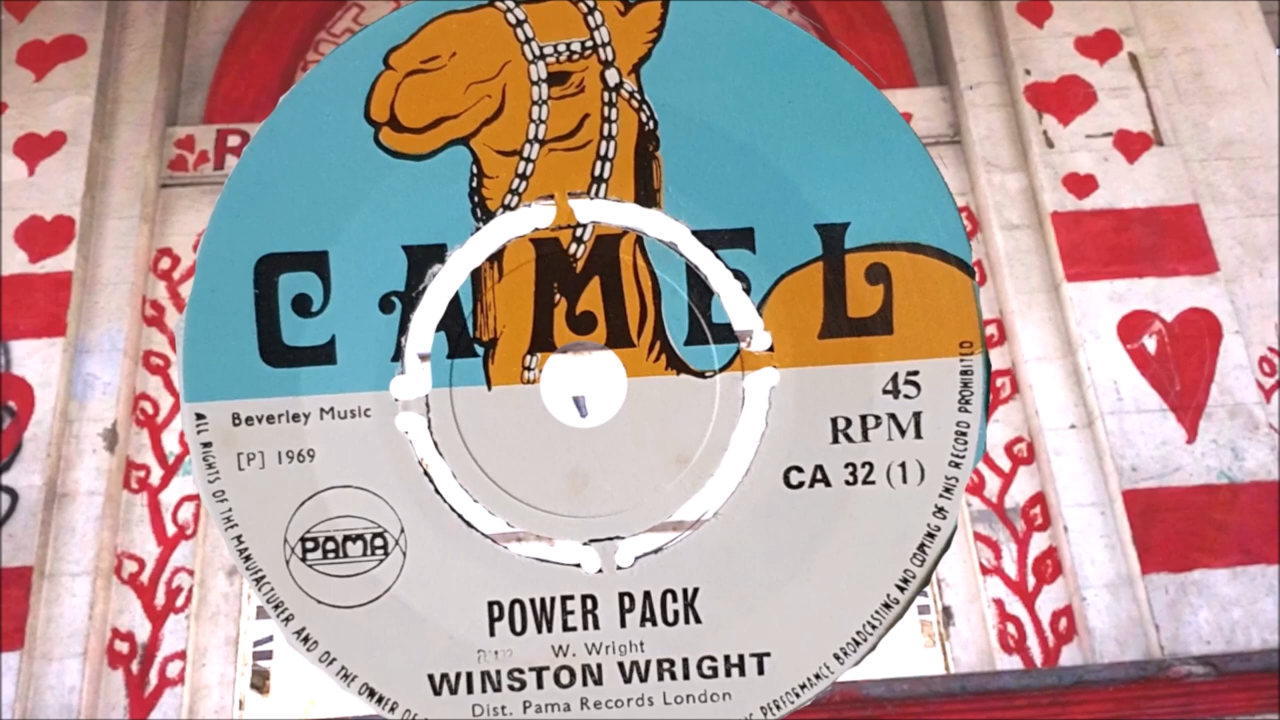 CAMEL
Beverley Music
[P] 1969
45
RPM
CA 32 (1)
PAMA
POWER PACK
W. Wright
WINSTON WRIGHT
Dist. Pama Records London
ALL RIGHTS OF THE MANUFACTURER AND OF THE OWNER OF
PERFORMANCE BROADCASTING AND COPYING OF THIS RECORD PROHIBITED
R